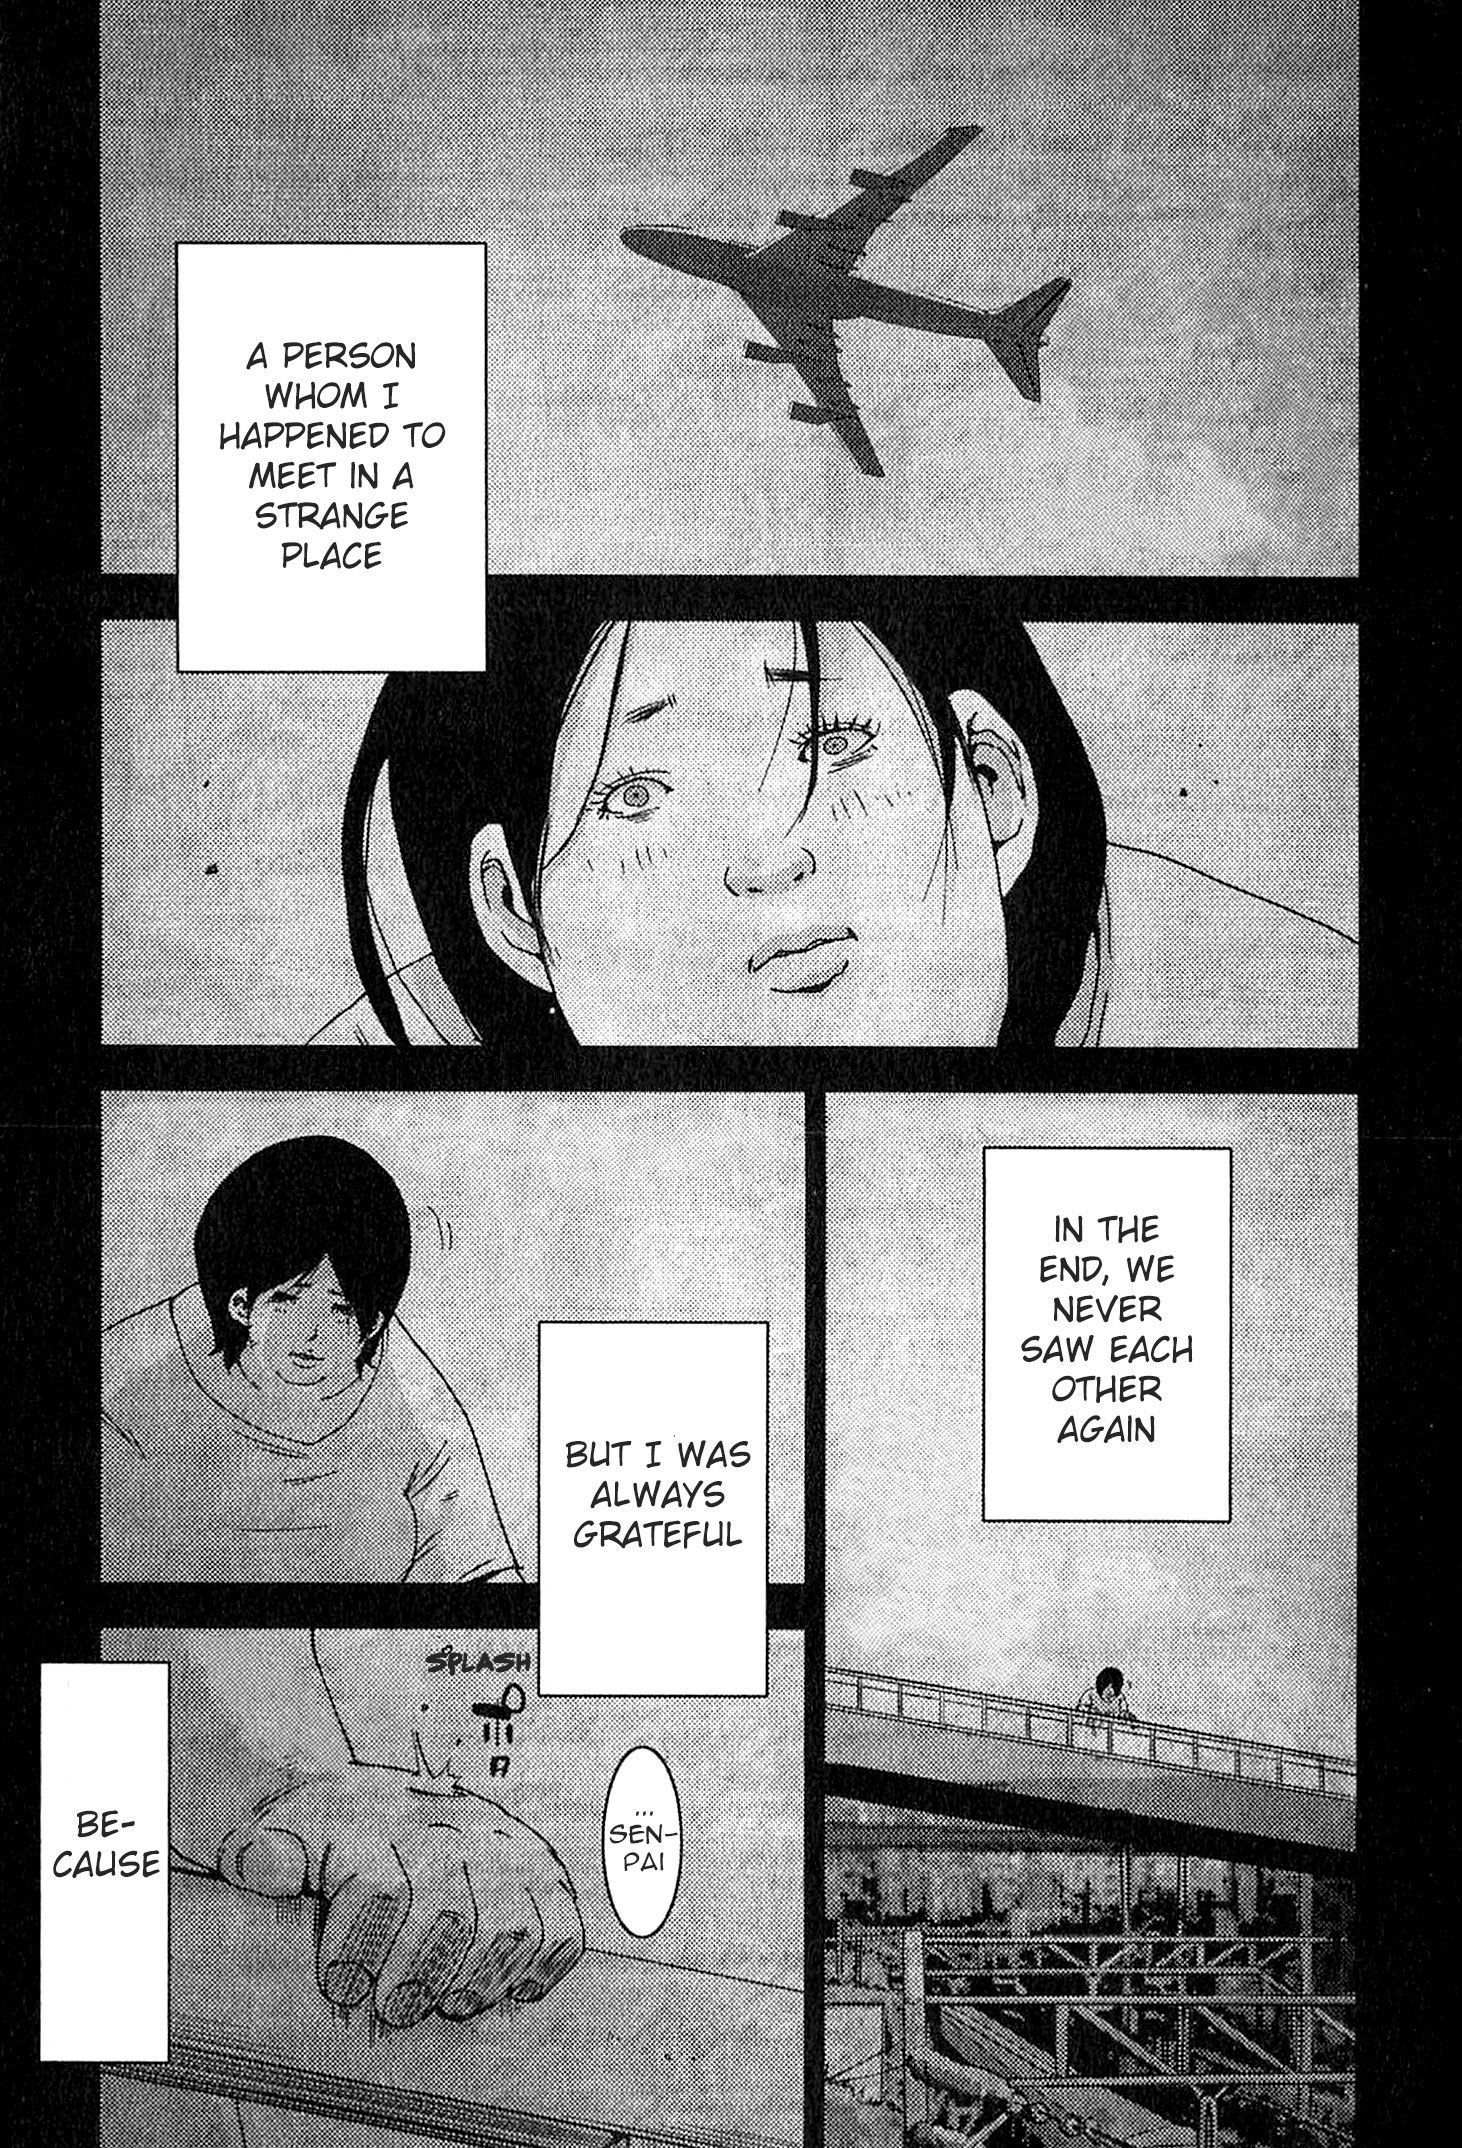 A PERSON
WHOM I
HAPPENED TO
MEET IN A
STRANGE
PLACE
IN THE
END, WE
NEVER
SAW EACH
OTHER
AGAIN
BUT I WAS
ALWAYS
GRATEFUL
SPLASH
...
SEN-
PAI
BE-
CAUSE